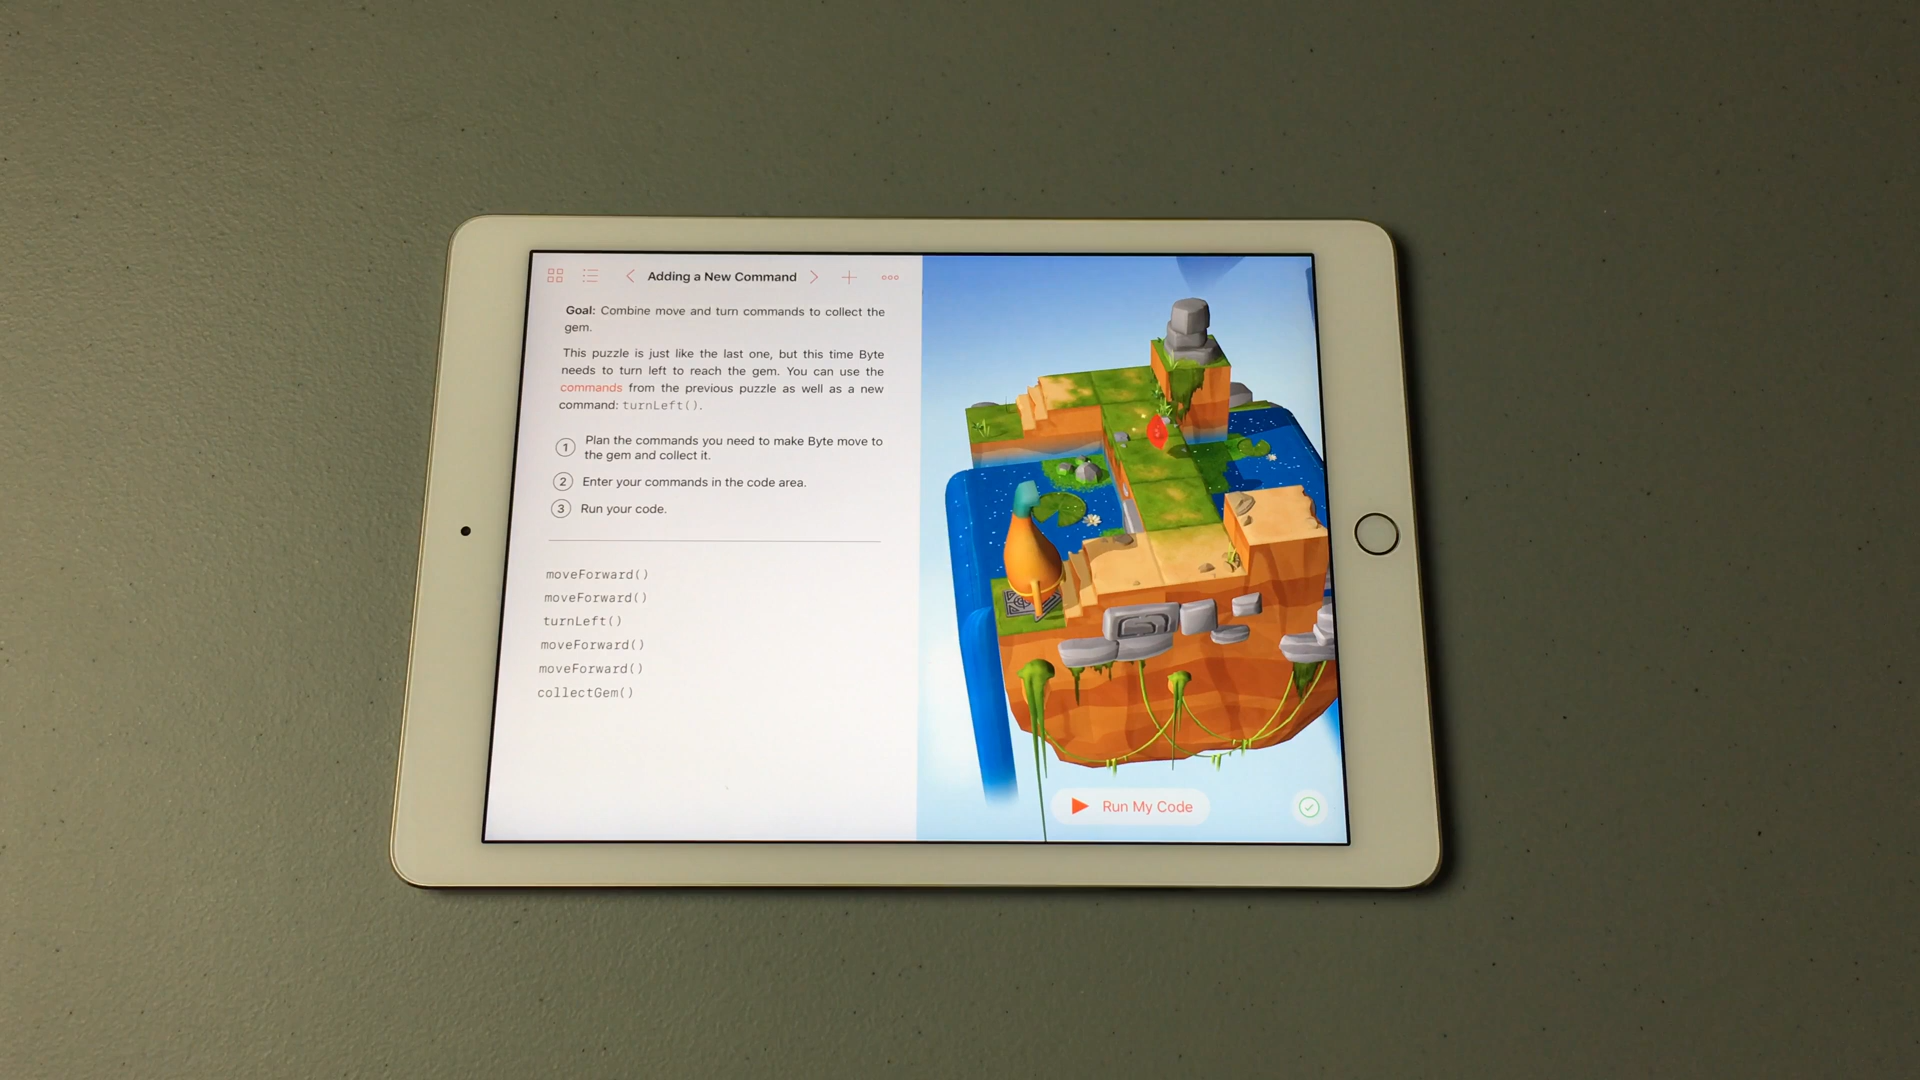 Adding a New Command
Goal: Combine move and turn commands to collect the
gem.
This puzzle is just like the last one, but this time Byte
needs to turn left to reach the gem. You can use the
commands from the previous puzzle as well as a new
command: turnLeft().
1 Plan the commands you need to make Byte move to
the gem and collect it.
2 Enter your commands in the code area.
3 Run your code.
moveForward()
moveForward()
turnLeft()
moveForward()
moveForward()
collectGem()
Run My Code